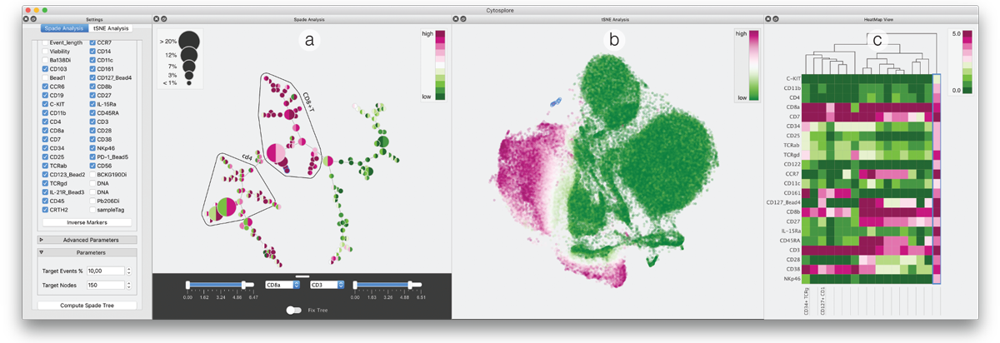 Cytosplore
Settings
Spade Analysis
tSNE Analysis
HeatMap View
Spade Analysis tSNE Analysis
Event_length CCR7
Viability CD14
Ba138Di CD11c
CD103 CD161
Bead1 CD127_Bead4
CCR6 CD8b
CD19 CD27
C-KIT IL-15Ra
CD11b CD45RA
CD4 CD3
CD8a CD28
CD7 CD38
CD34 NKp46
CD25 PD-1_Bead5
TCRab CD56
CD123_Bead2 BCKG190Di
TCRgd DNA
IL-21R_Bead3 DNA
CD45 Pb206Di
CRTH2 sampleTag
Inverse Markers
Advanced Parameters
Parameters
Target Events % 10,00
Target Nodes 150
Compute Spade Tree
a
> 20%
12%
7%
3%
< 1%
high
low
CD8+T
cd4
CD8a CD3
0.00 1.62 3.24 4.86 6.47
0.00 1.63 3.26 4.88 6.51
Fix Tree
b
high
low
c
5.0
0.0
C-KIT
CD11b
CD4
CD8a
CD7
CD34
CD25
TCRab
TCRgd
CD122
CCR7
CD11c
CD161
CD127_Bead4
CD8b
CD27
IL-15Ra
CD45RA
CD3
CD28
CD38
NKp46
CD34+ TCRg
CD127+ CD1